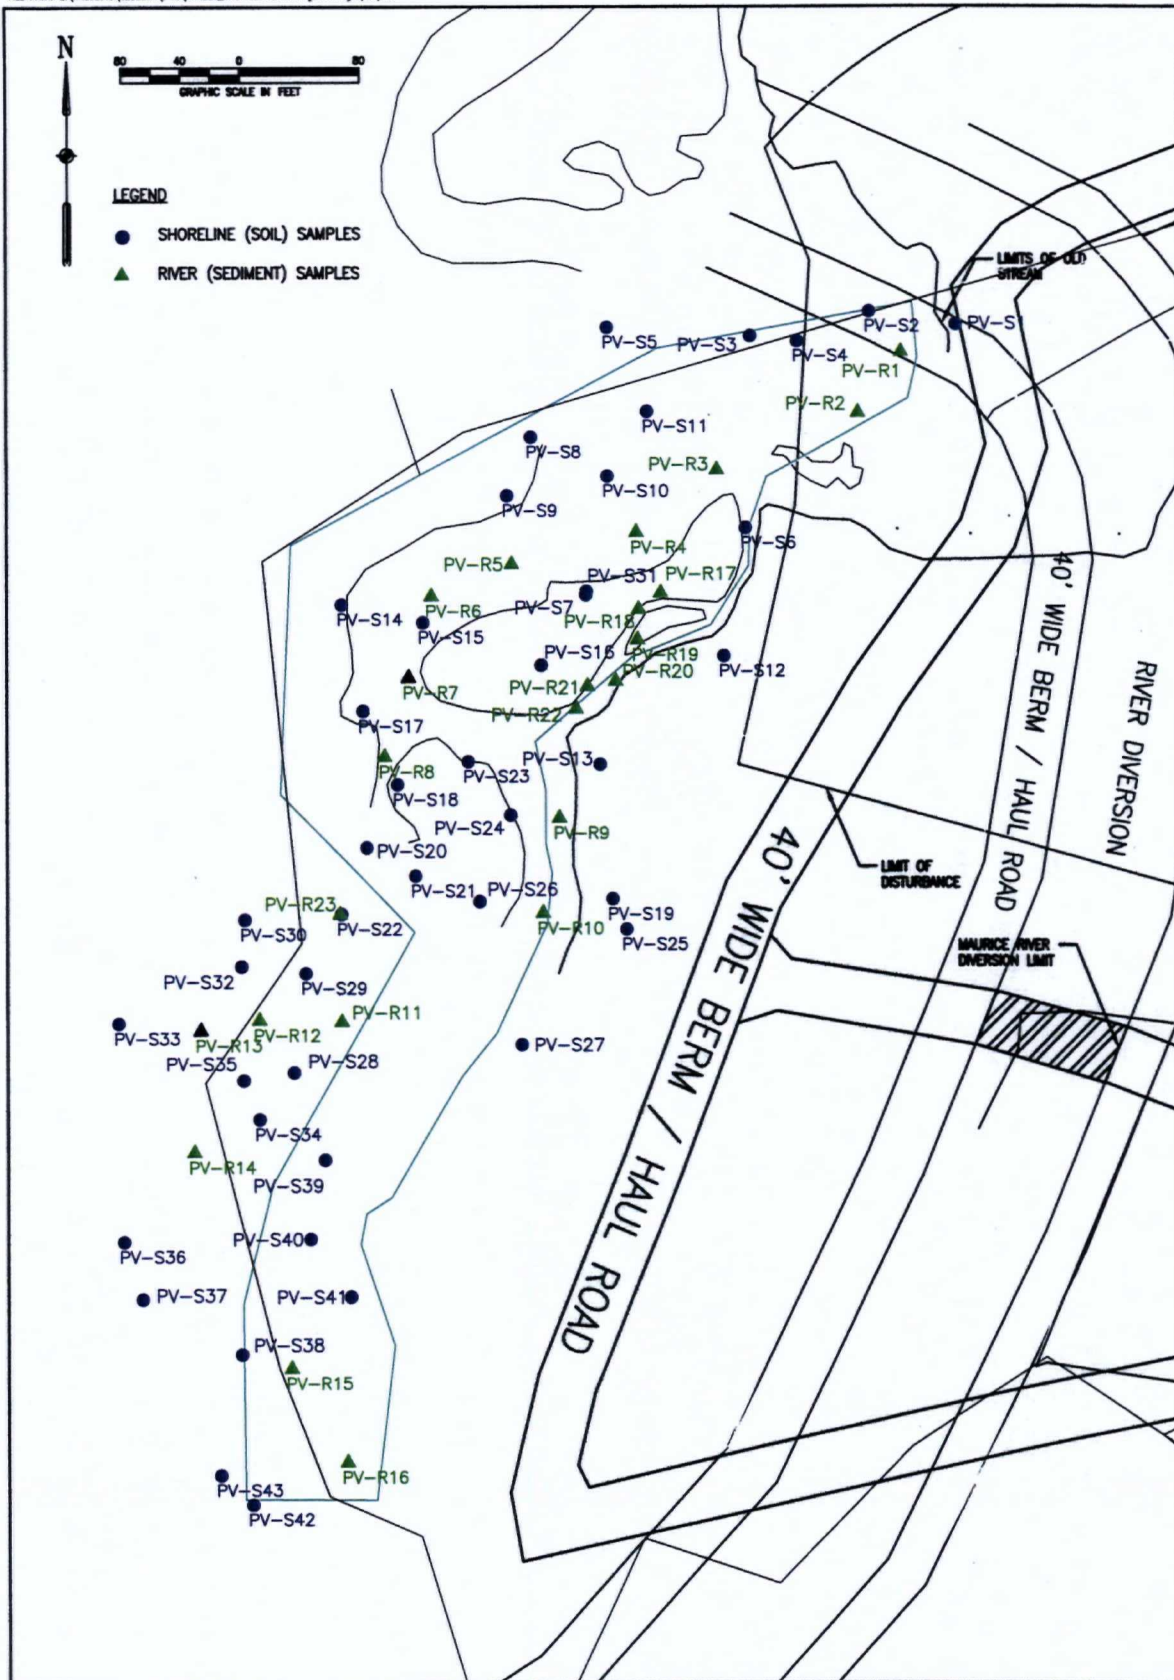 N
80 40 0 80
GRAPHIC SCALE IN FEET
LEGEND
SHORELINE (SOIL) SAMPLES
RIVER (SEDIMENT) SAMPLES
LIMITS OF OLD
STREAM
PV-S1
PV-S2
PV-S5
PV-S3
PV-S4
PV-R1
PV-R2
PV-S11
PV-S8
PV-R3
PV-S10
PV-S9
PV-S6
PV-R4
PV-R5
PV-S31
PV-R17
PV-R6
PV-S7
PV-S14
PV-R18
PV-S15
PV-S16
PV-R19
PV-S12
PV-R20
PV-R7
PV-R21
PV-R22
PV-S17
PV-S13
PV-R8
PV-S23
PV-S18
PV-S24
PV-R9
PV-S20
PV-S21
PV-S26
PV-R23
PV-S22
PV-S19
PV-R10
PV-S30
PV-S25
PV-S32
PV-S29
PV-R11
PV-S33
PV-R12
PV-R13
PV-S27
PV-S35
PV-S28
PV-S34
PV-R14
PV-S39
PV-S40
PV-S36
PV-S37
PV-S41
PV-S38
PV-R15
PV-R16
PV-S43
PV-S42
40' WIDE BERM / HAUL ROAD
RIVER DIVERSION
LIMIT OF
DISTURBANCE
MAURICE RIVER
DIVERSION LIMIT
40' WIDE BERM / HAUL ROAD